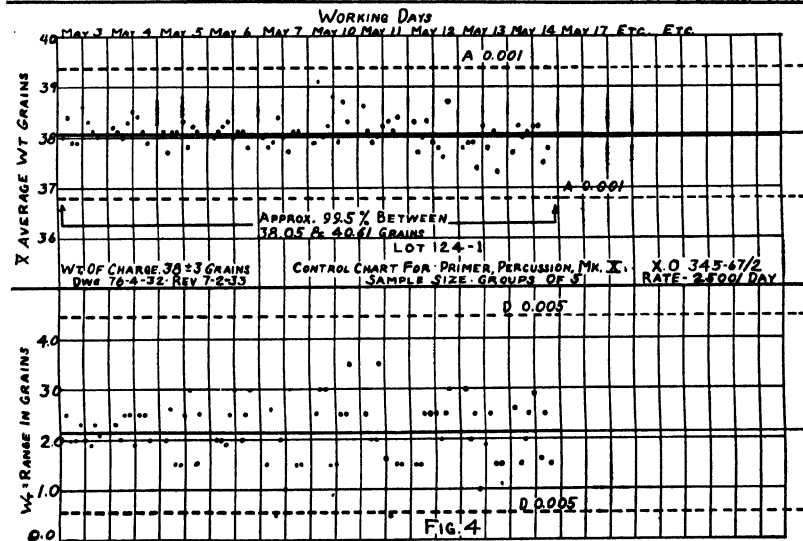 WORKING DAYS
MAY 3 MAY 4 MAY 5 MAY 6 MAY 7 MAY 10 MAY 11 MAY 12 MAY 13 MAY 14 MAY 17 ETC. ETC.
X̄ AVERAGE WT GRAINS
40
39
38
37
36
A 0.001
A 0.001
APPROX. 99.5% BETWEEN
38.05 & 40.61 GRAINS
LOT 124-1
WT OF CHARGE. 38 ±3 GRAINS
DWG 76-4-32. REV 7-2-33
CONTROL CHART FOR PRIMER, PERCUSSION, MK. X.
SAMPLE SIZE. GROUPS OF 5
X.O 345-67/2
RATE - 2500/ DAY
RANGE IN GRAINS
D 0.005
3.0
2.0
1.0
0.0
D 0.005
FIG. 4